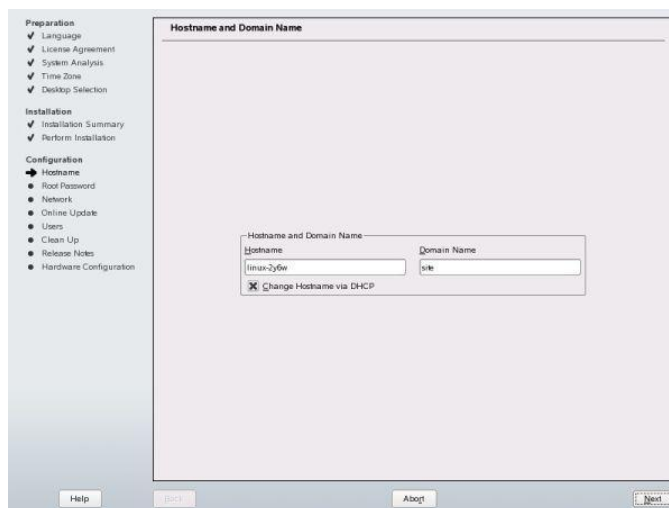 Preparation
Language
License Agreement
System Analysis
Time Zone
Desktop Selection
Installation
Installation Summary
Perform Installation
Configuration
Hostname
Root Password
Network
Online Update
Users
Clean Up
Release Notes
Hardware Configuration
Hostname and Domain Name
Hostname and Domain Name
Hostname
Domain Name
linux-2y6w
site
Change Hostname via DHCP
Help
Back
Abort
Next